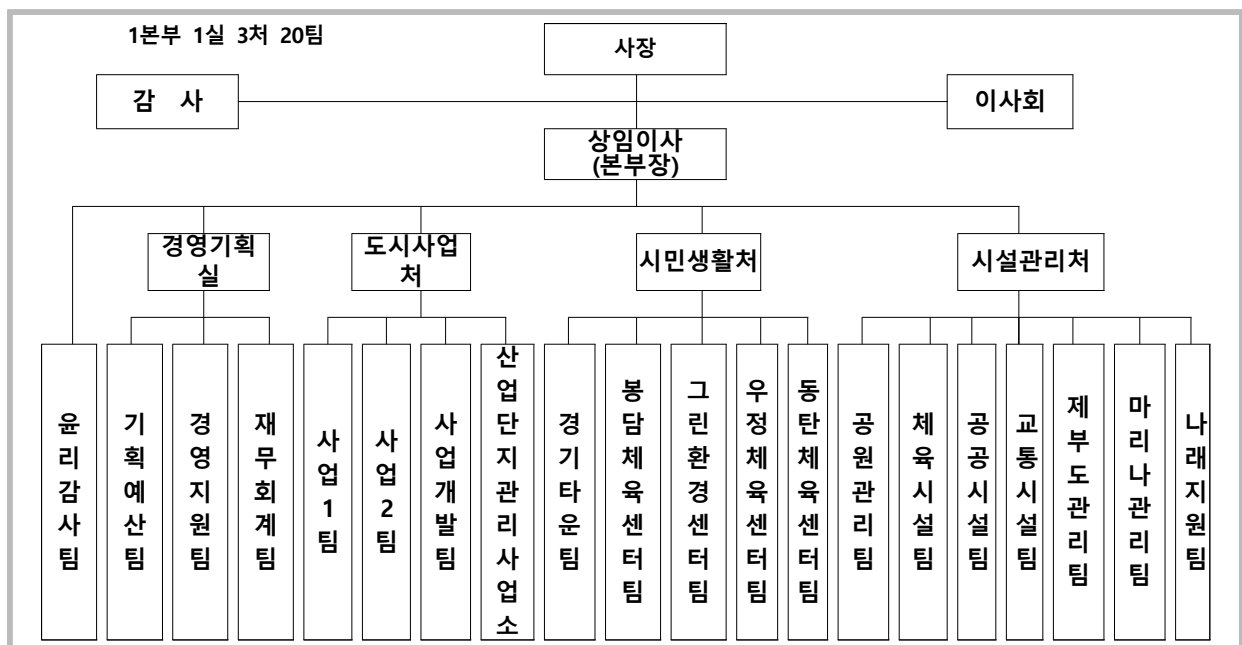 1본부 1실 3처 20팀
사장
감 사
이사회
상임이사
(본부장)
경영기획
실
도시사업
처
시민생활처
시설관리처
윤리감사팀
기획예산팀
경영지원팀
재무회계팀
사업1팀
사업2팀
사업개발팀
산업단지관리사업소
경기타운팀
봉담체육센터팀
그린환경센터팀
우정체육센터팀
동탄체육센터팀
공원관리팀
체육시설팀
공공시설팀
교통시설팀
제부도관리팀
마리나관리팀
나래지원팀